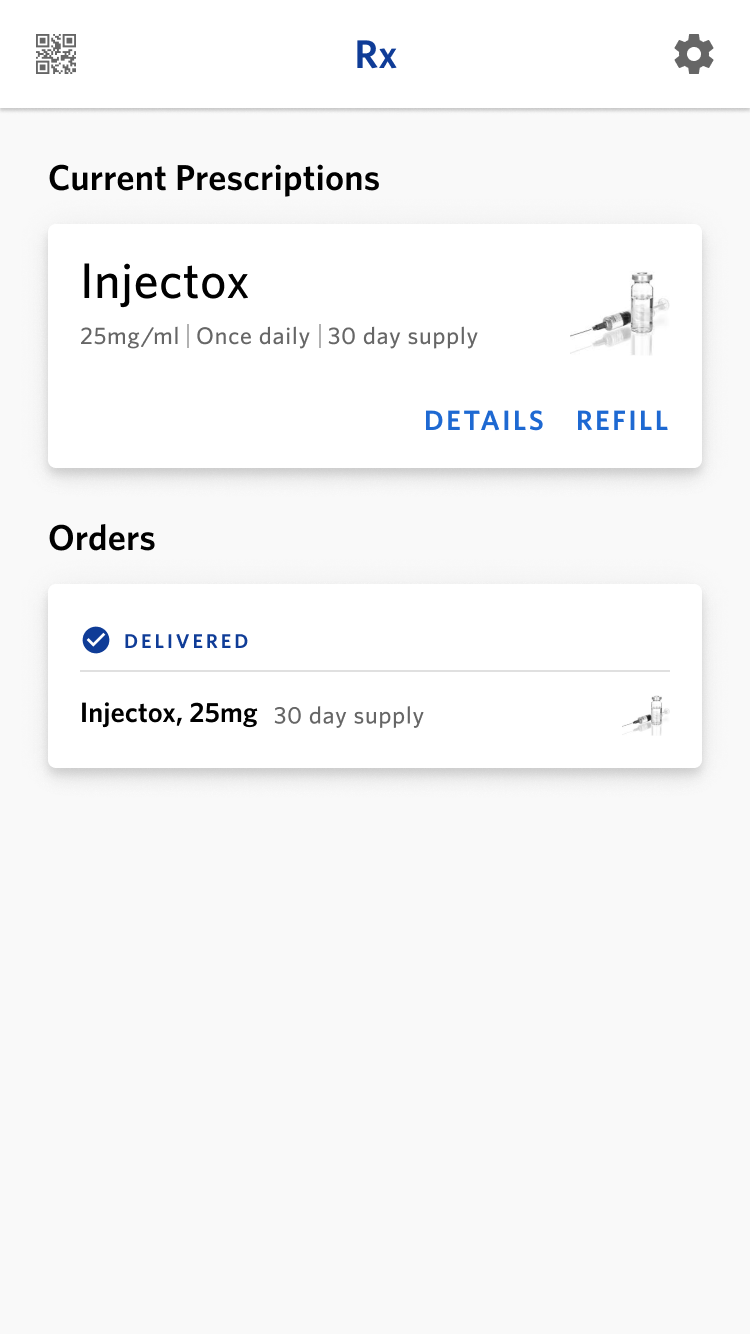 Rx
Current Prescriptions
Injectox
25mg/ml | Once daily | 30 day supply
DETAILS REFILL
Orders
DELIVERED
Injectox, 25mg 30 day supply